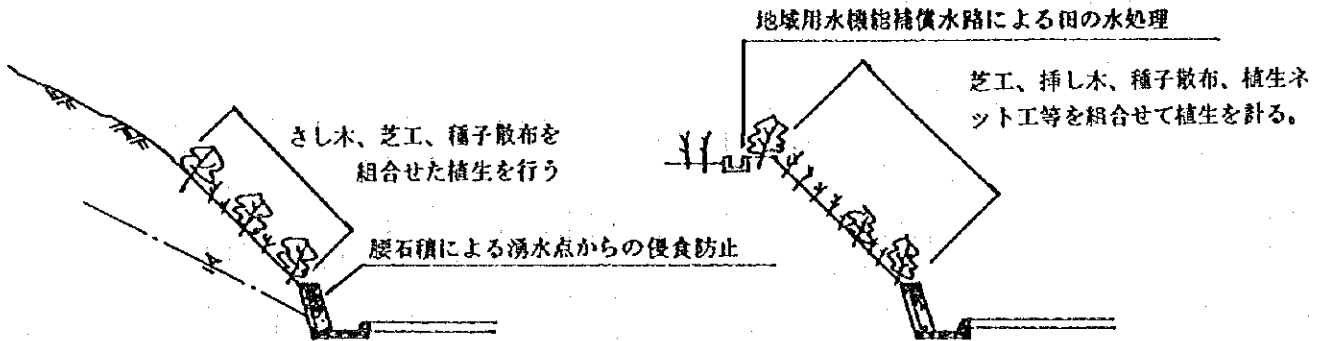 地域用水機能補償水路による田の水処理
芝工、挿し木、種子散布、植生ネ
ット工等を組合せて植生を計る。
さし木、芝工、種子散布を
組合せた植生を行う
腰石積による湧水点からの侵食防止